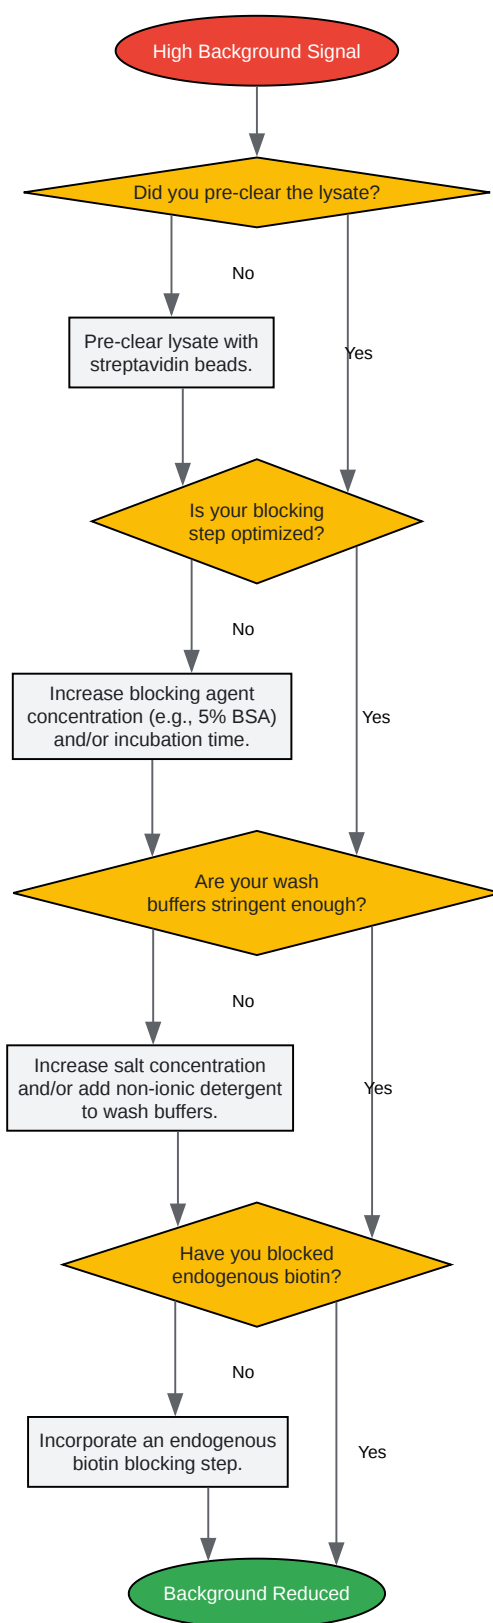 High Background Signal
Did you pre-clear the lysate?
No
Pre-clear lysate with
streptavidin beads.
Yes
Is your blocking
step optimized?
No
Increase blocking agent
concentration (e.g., 5% BSA)
and/or incubation time.
Yes
Are your wash
buffers stringent enough?
No
Increase salt concentration
and/or add non-ionic detergent
to wash buffers.
Yes
Have you blocked
endogenous biotin?
No
Incorporate an endogenous
biotin blocking step.
Yes
Background Reduced